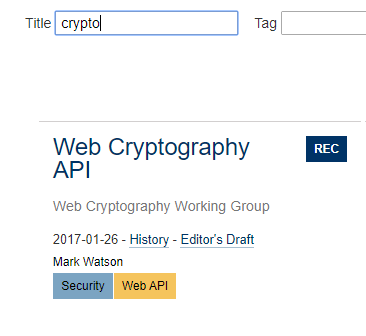 Title crypto Tag
Web Cryptography REC
API
Web Cryptography Working Group
2017-01-26 - History - Editor's Draft
Mark Watson
Security Web API